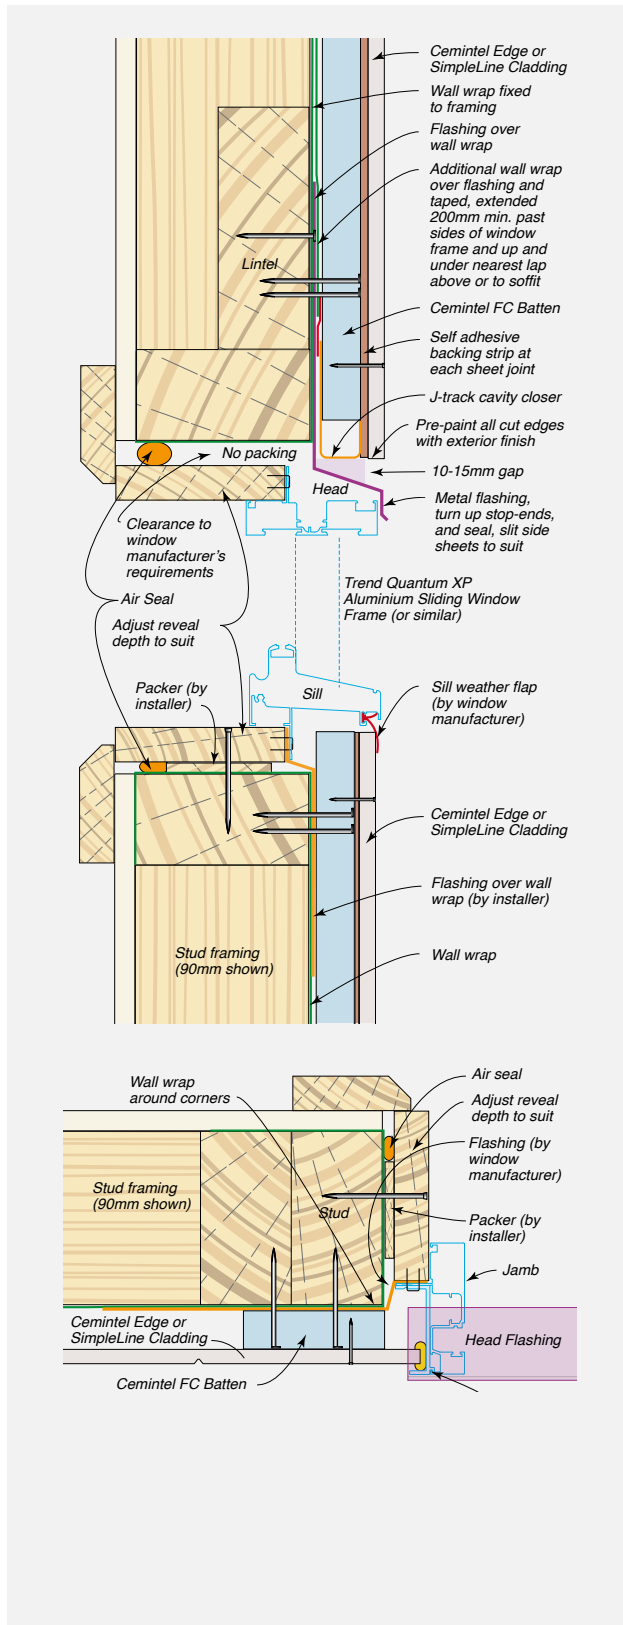 Cemintel Edge or
SimpleLine Cladding
Wall wrap fixed
to framing
Flashing over
wall wrap
Additional wall wrap
over flashing and
taped, extended
200mm min. past
sides of window
frame and up and
under nearest lap
above or to soffit
Lintel
Cemintel FC Batten
Self adhesive
backing strip at
each sheet joint
J-track cavity closer
Pre-paint all cut edges
with exterior finish
No packing
10-15mm gap
Head
Metal flashing,
turn up stop-ends,
and seal, slit side
sheets to suit
Clearance to
window
manufacturer’s
requirements
Trend Quantum XP
Aluminium Sliding Window
Frame (or similar)
Air Seal
Adjust reveal
depth to suit
Packer (by
installer)
Sill
Sill weather flap
(by window
manufacturer)
Cemintel Edge or
SimpleLine Cladding
Flashing over wall
wrap (by installer)
Stud framing
(90mm shown)
Wall wrap
Wall wrap
around corners
Air seal
Adjust reveal
depth to suit
Flashing (by
window
manufacturer)
Stud framing
(90mm shown)
Stud
Packer (by
installer)
Jamb
Cemintel Edge or
SimpleLine Cladding
Head Flashing
Cemintel FC Batten